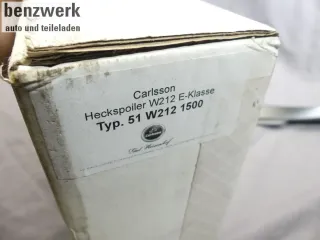 benzwerk
auto und teileladen
Carlsson
Heckspoiler W212 E-Klasse
Typ. 51 W212 1500